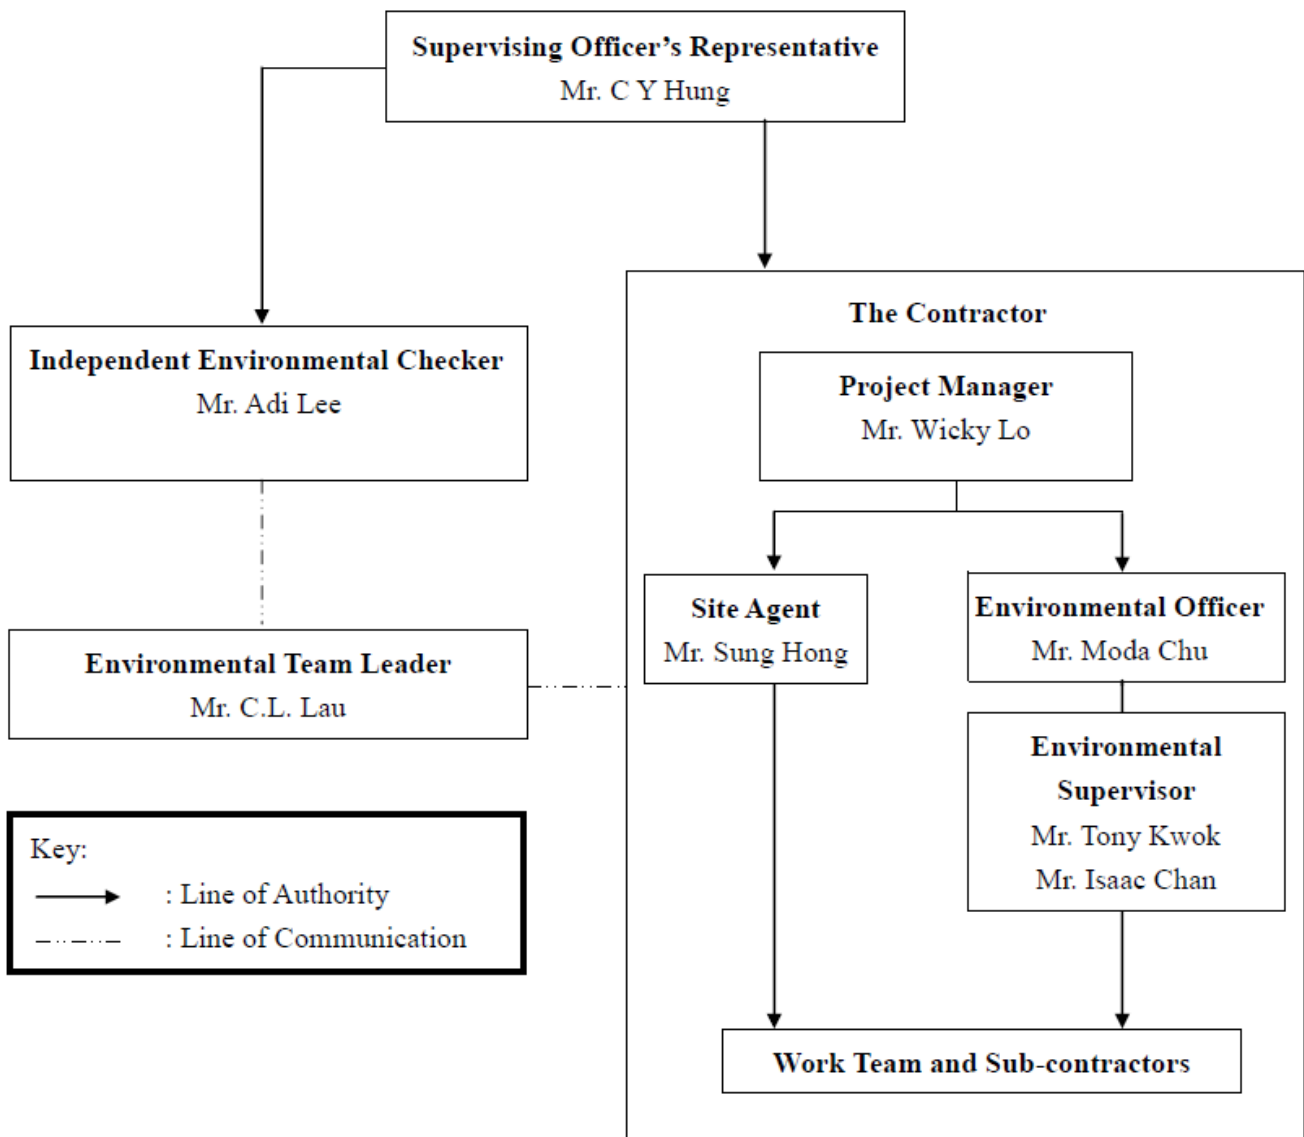 Supervising Officer’s Representative
Mr. C Y Hung
Independent Environmental Checker
Mr. Adi Lee
Environmental Team Leader
Mr. C.L. Lau
The Contractor
Project Manager
Mr. Wicky Lo
Site Agent
Mr. Sung Hong
Environmental Officer
Mr. Moda Chu
Environmental
Supervisor
Mr. Tony Kwok
Mr. Isaac Chan
Work Team and Sub-contractors
Key:
: Line of Authority
: Line of Communication